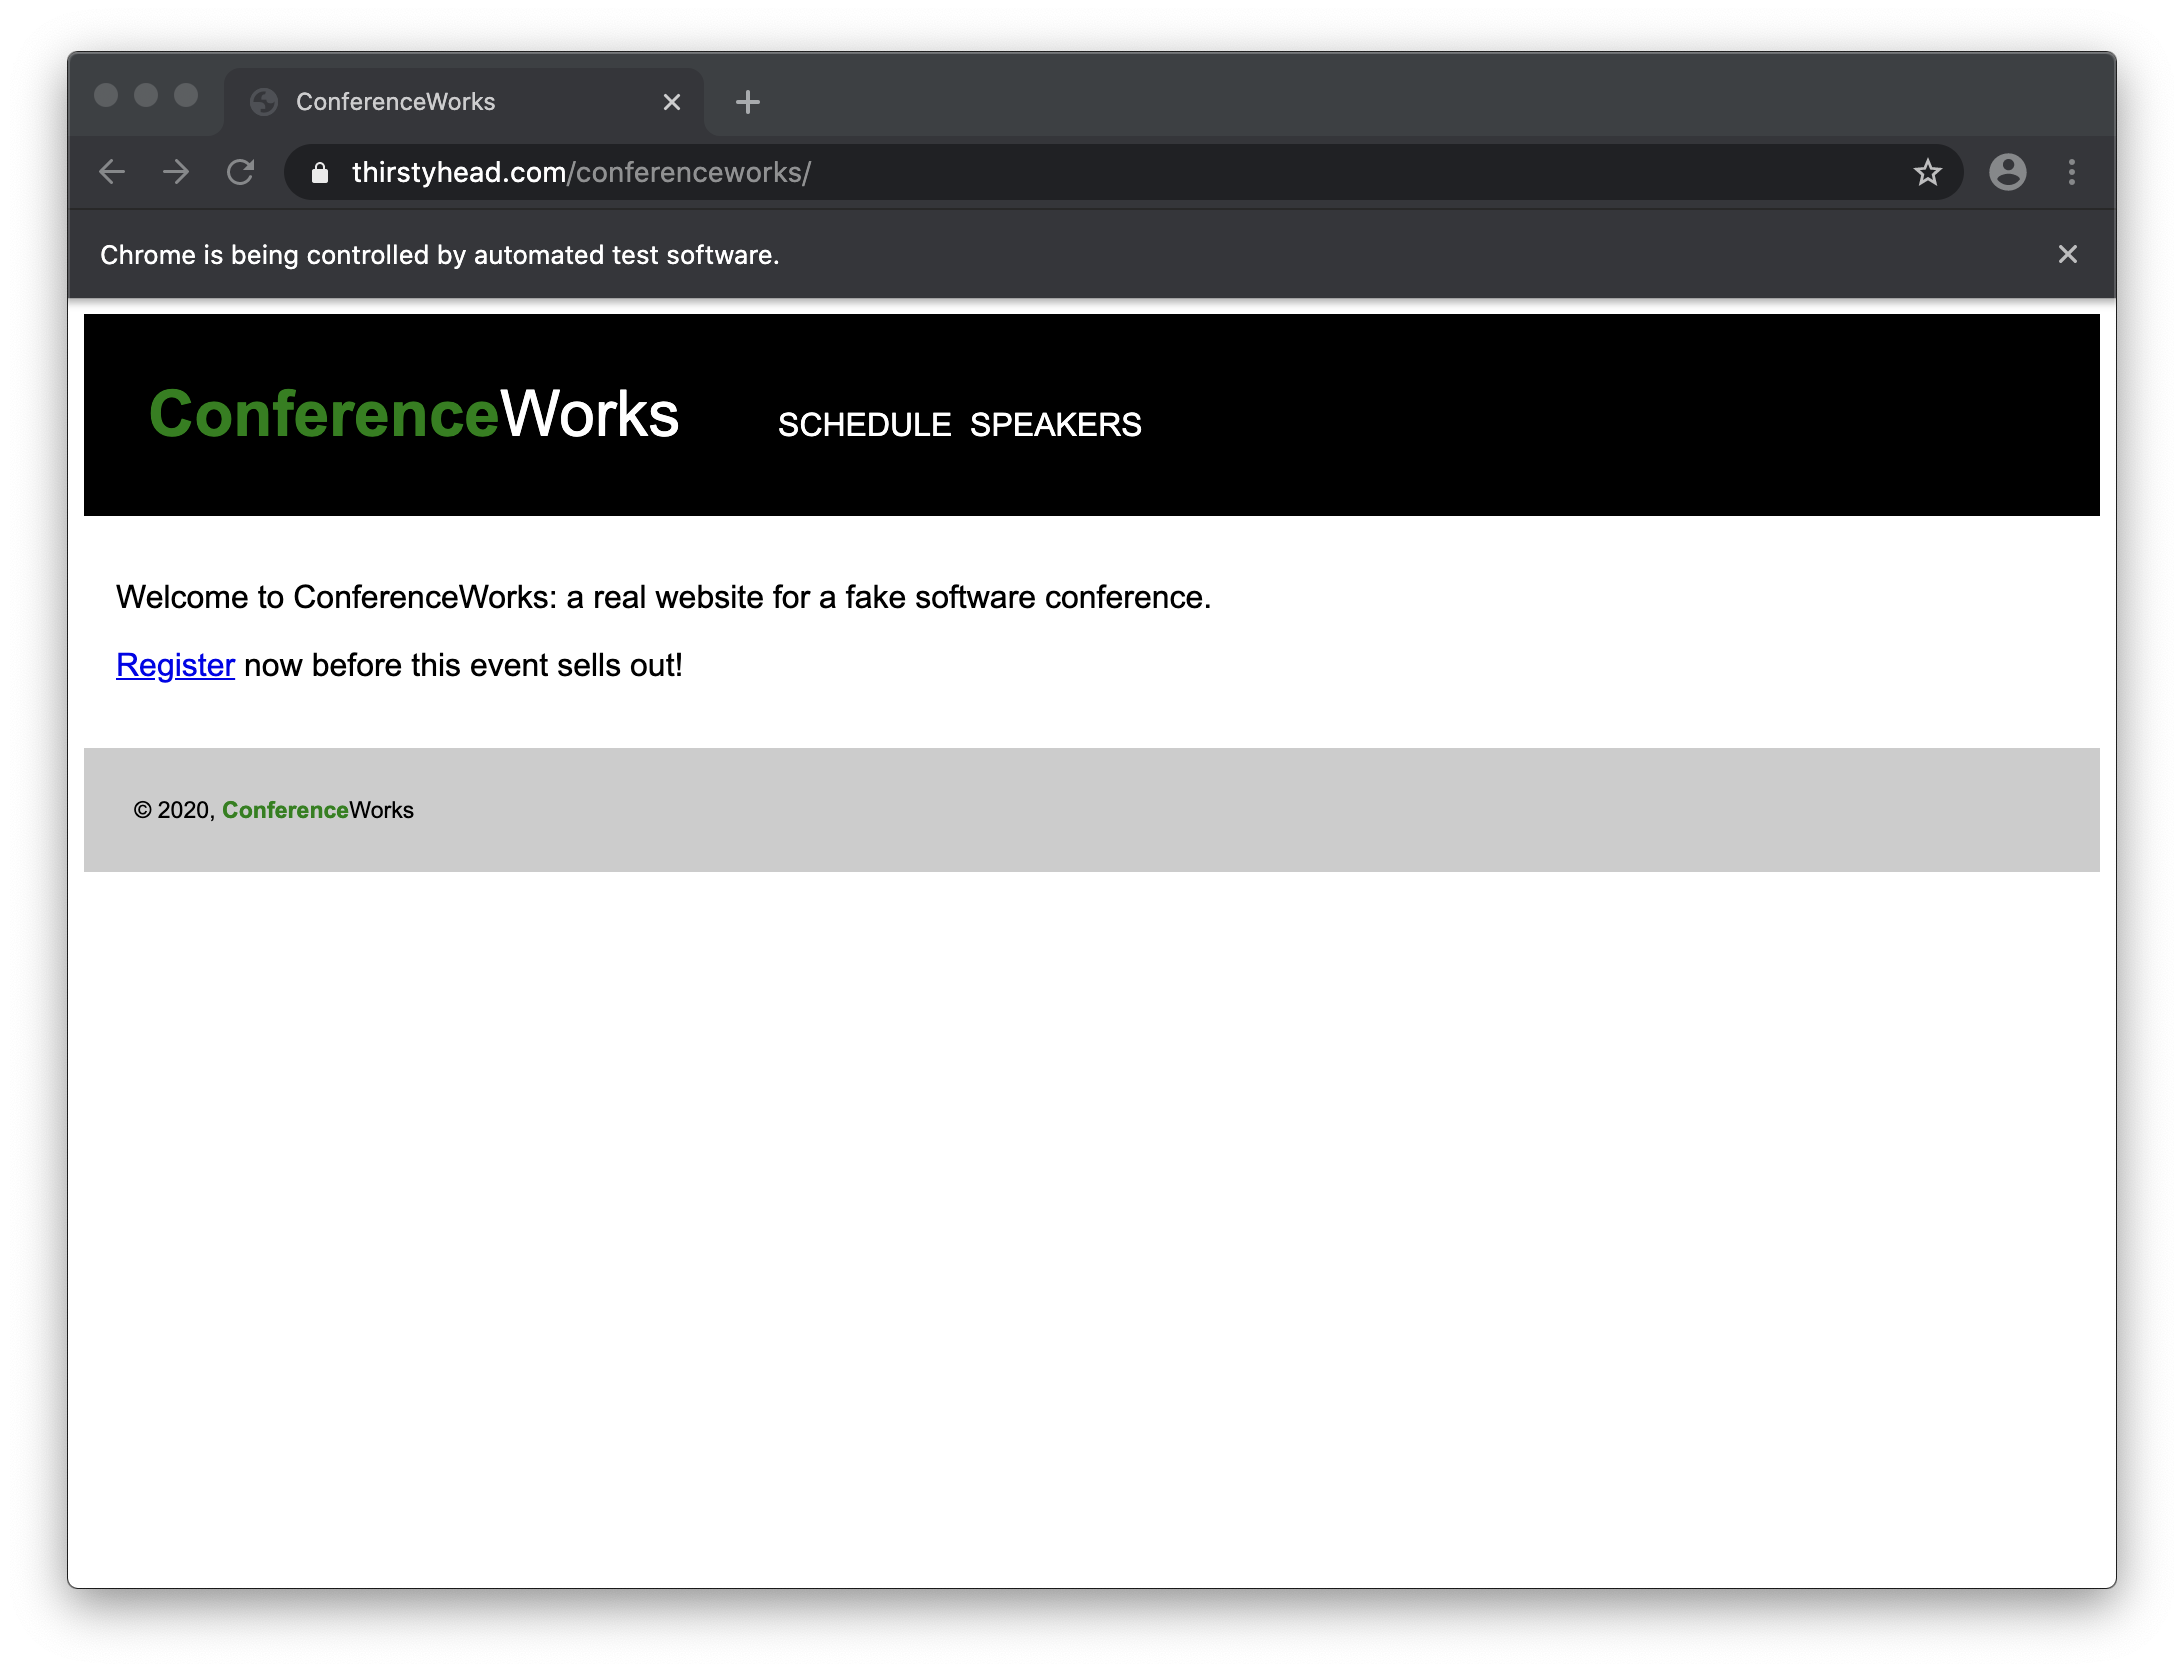 ConferenceWorks
thirstyhead.com/conferenceworks/
Chrome is being controlled by automated test software.
ConferenceWorks SCHEDULE SPEAKERS
Welcome to ConferenceWorks: a real website for a fake software conference.
Register now before this event sells out!
© 2020, ConferenceWorks